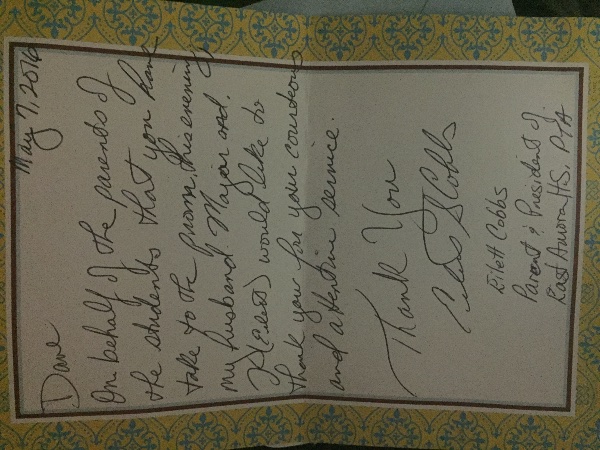 May 7, 2016
Dave
On behalf of the parents of
the students that you have
take to the prom, this evening,
my husband Major and.
I (Eilett) would like to
thank you for your courteous
and attentive service.
Thank You
Eilett S Cobbs
Eilett Cobbs
Parent & President of
East Aurora H.S. PTA